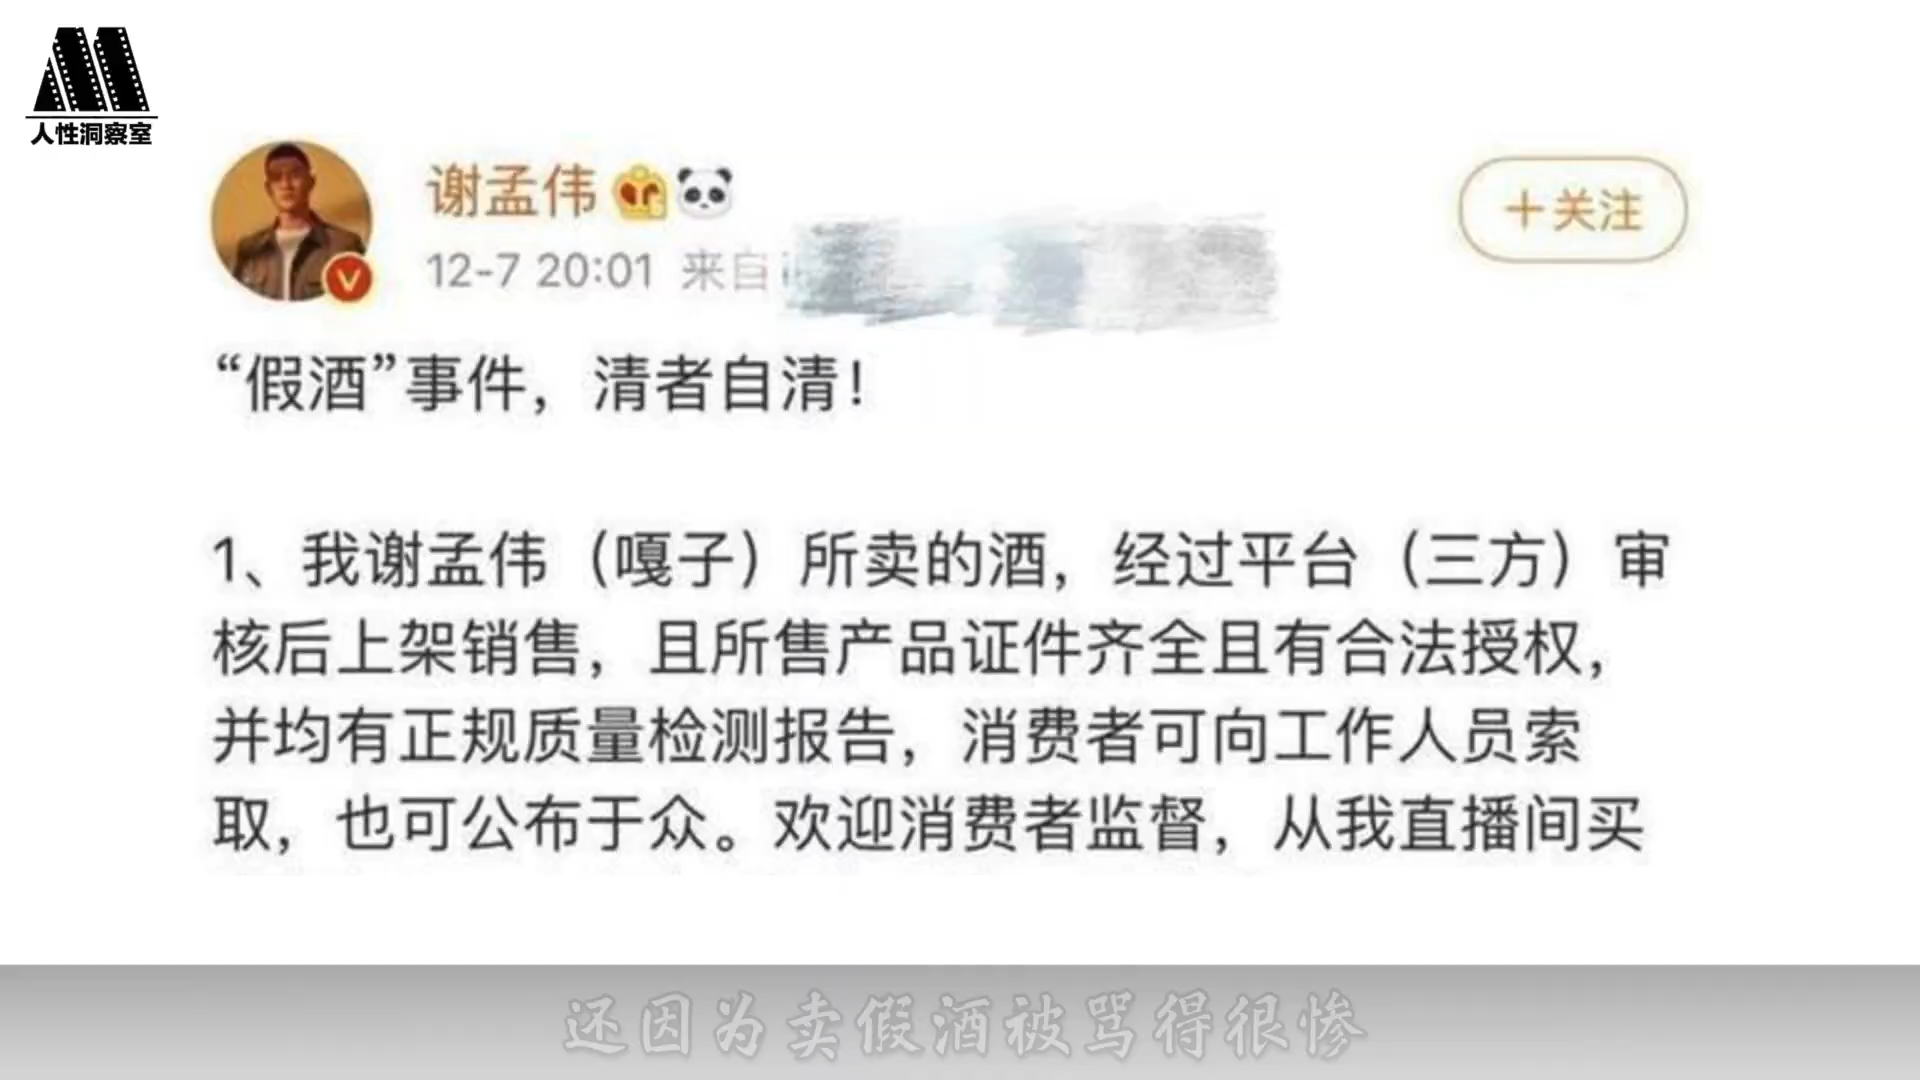 人性洞察室
谢孟伟
12-7 20:01 来自
+关注
“假酒”事件，清者自清！
1、我谢孟伟（嘎子）所卖的酒，经过平台（三方）审
核后上架销售，且所售产品证件齐全且有合法授权，
并均有正规质量检测报告，消费者可向工作人员索
取，也可公布于众。欢迎消费者监督，从我直播间买
还因为卖假酒被骂得很惨